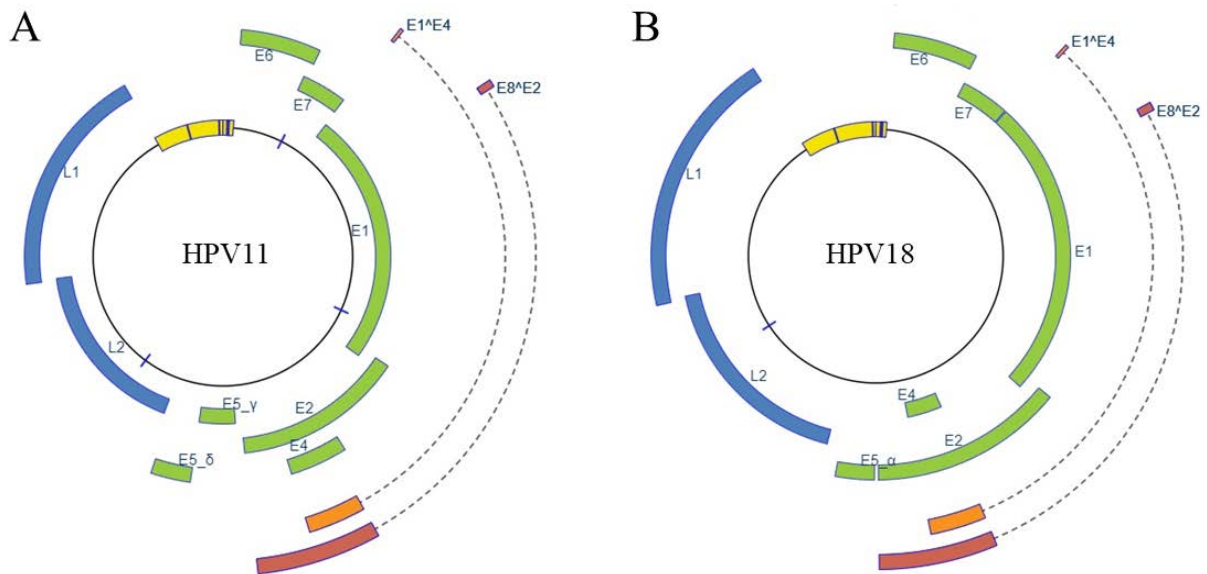 A
E6
E1^E4
E7
E8^E2
L1
E1
HPV11
L2
E5_γ
E2
E4
E5_δ
B
E6
E1^E4
E7
E8^E2
L1
E1
HPV18
L2
E4
E2
E5_α